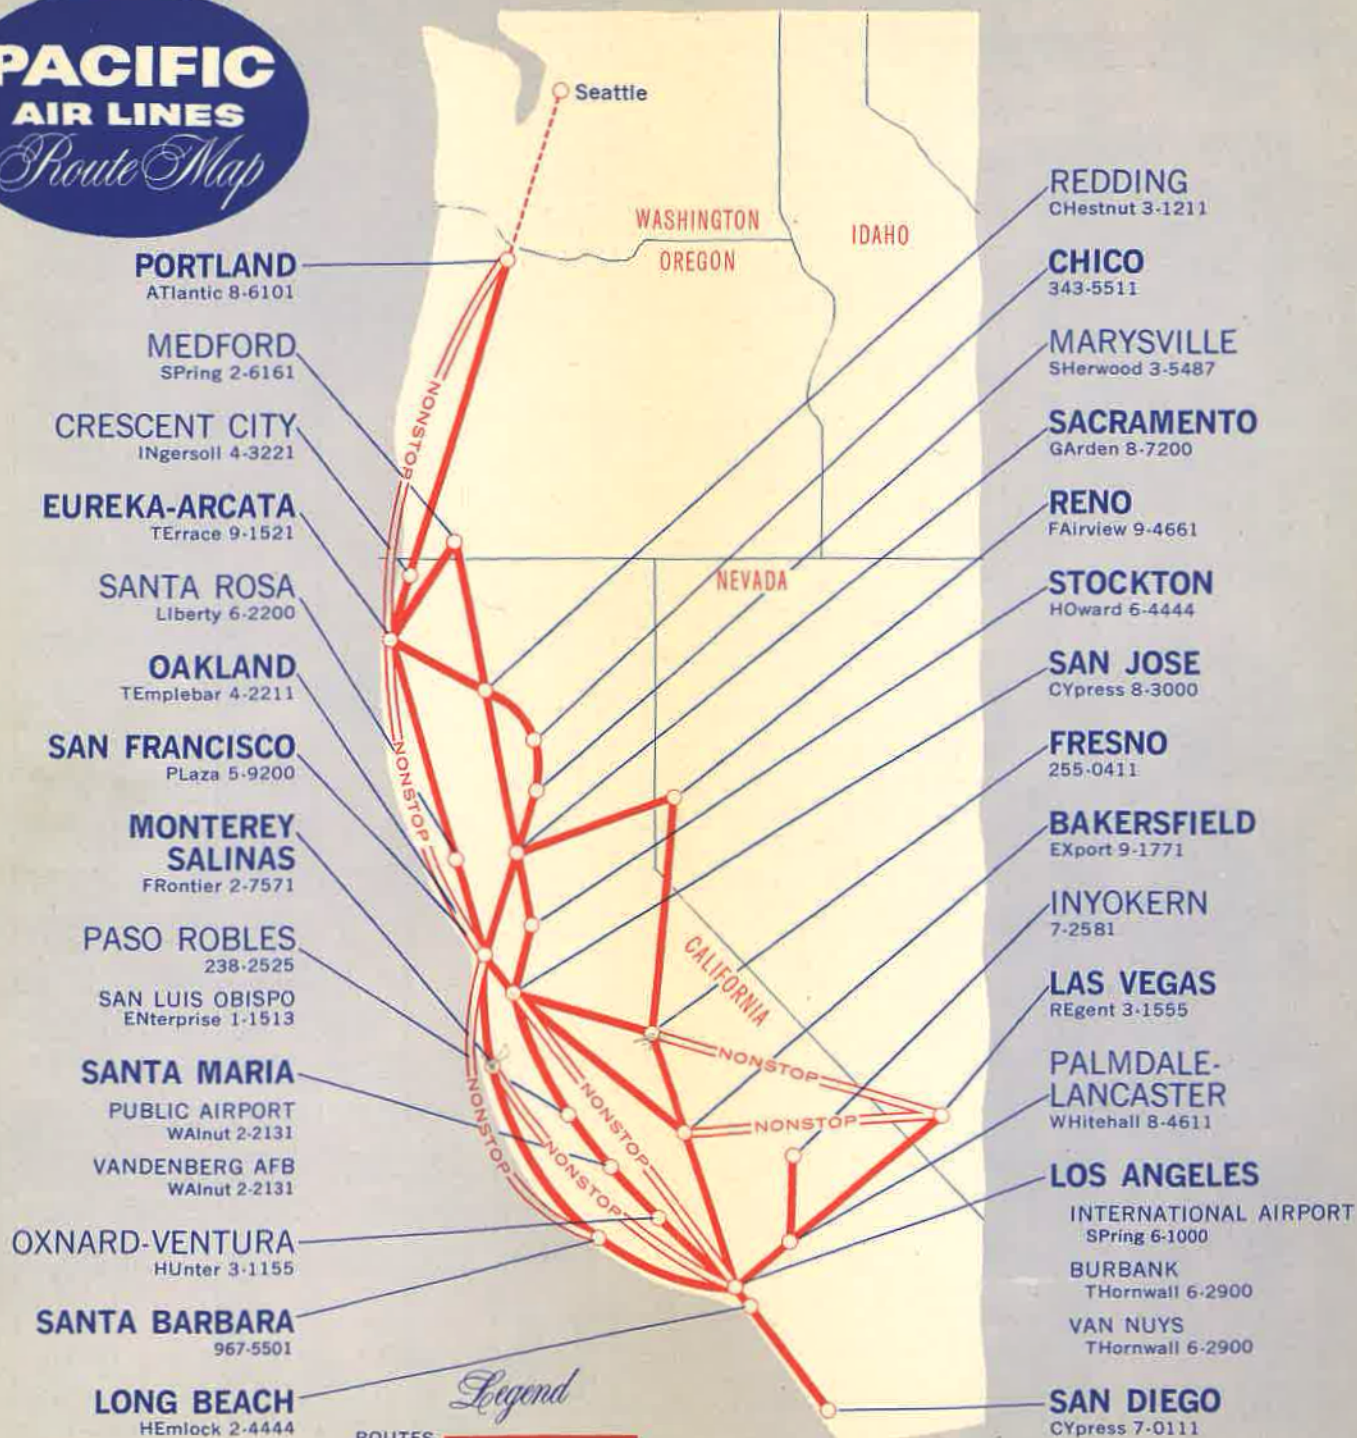 PACIFIC
AIR LINES
Route Map
Seattle
WASHINGTON
OREGON
IDAHO
NEVADA
CALIFORNIA
NONSTOP
NONSTOP
NONSTOP
NONSTOP
NONSTOP
NONSTOP
NONSTOP
PORTLAND
ATlantic 8-6101
MEDFORD
SPring 2-6161
CRESCENT CITY
INgersoll 4-3221
EUREKA-ARCATA
TErrace 9-1521
SANTA ROSA
LIberty 6-2200
OAKLAND
TEmplebar 4-2211
SAN FRANCISCO
PLaza 5-9200
MONTEREY
SALINAS
FRontier 2-7571
PASO ROBLES
238-2525
SAN LUIS OBISPO
ENterprise 1-1513
SANTA MARIA
PUBLIC AIRPORT
WAlnut 2-2131
VANDENBERG AFB
WAlnut 2-2131
OXNARD-VENTURA
HUnter 3-1155
SANTA BARBARA
967-5501
LONG BEACH
HEmlock 2-4444
REDDING
CHestnut 3-1211
CHICO
343-5511
MARYSVILLE
SHerwood 3-5487
SACRAMENTO
GArden 8-7200
RENO
FAirview 9-4661
STOCKTON
HOward 6-4444
SAN JOSE
CYpress 8-3000
FRESNO
255-0411
BAKERSFIELD
EXport 9-1771
INYOKERN
7-2581
LAS VEGAS
REgent 3-1555
PALMDALE-
LANCASTER
WHitehall 8-4611
LOS ANGELES
INTERNATIONAL AIRPORT
SPring 6-1000
BURBANK
THornwall 6-2900
VAN NUYS
THornwall 6-2900
SAN DIEGO
CYpress 7-0111
Legend
ROUTES